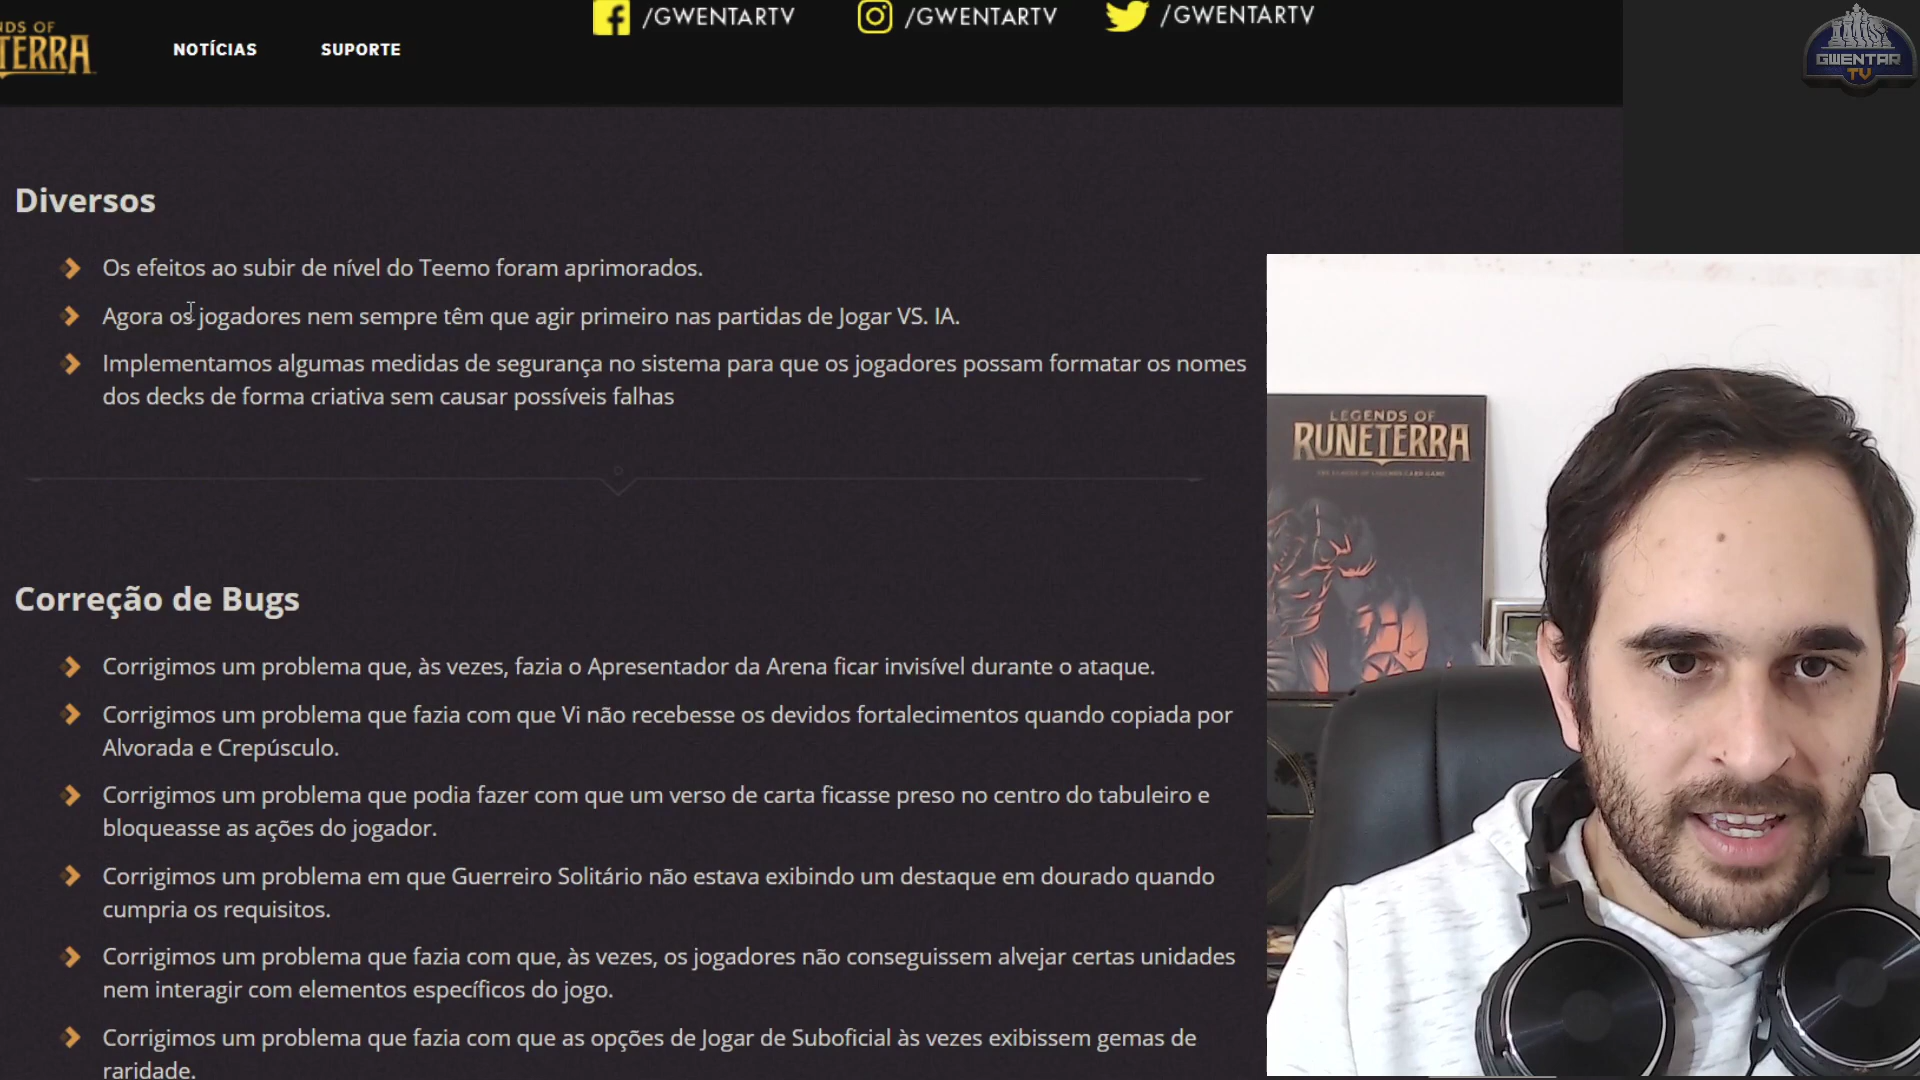 NDS OF
TERRA
NOTÍCIAS
SUPORTE
/GWENTARTV
/GWENTARTV
/GWENTARTV
GWENTAR
TV
Diversos
Os efeitos ao subir de nível do Teemo foram aprimorados.
Agora os jogadores nem sempre têm que agir primeiro nas partidas de Jogar VS. IA.
Implementamos algumas medidas de segurança no sistema para que os jogadores possam formatar os nomes
dos decks de forma criativa sem causar possíveis falhas
LEGENDS OF
RUNETERRA
Correção de Bugs
Corrigimos um problema que, às vezes, fazia o Apresentador da Arena ficar invisível durante o ataque.
Corrigimos um problema que fazia com que Vi não recebesse os devidos fortalecimentos quando copiada por
Alvorada e Crepúsculo.
Corrigimos um problema que podia fazer com que um verso de carta ficasse preso no centro do tabuleiro e
bloqueasse as ações do jogador.
Corrigimos um problema em que Guerreiro Solitário não estava exibindo um destaque em dourado quando
cumpria os requisitos.
Corrigimos um problema que fazia com que, às vezes, os jogadores não conseguissem alvejar certas unidades
nem interagir com elementos específicos do jogo.
Corrigimos um problema que fazia com que as opções de Jogar de Suboficial às vezes exibissem gemas de
raridade.